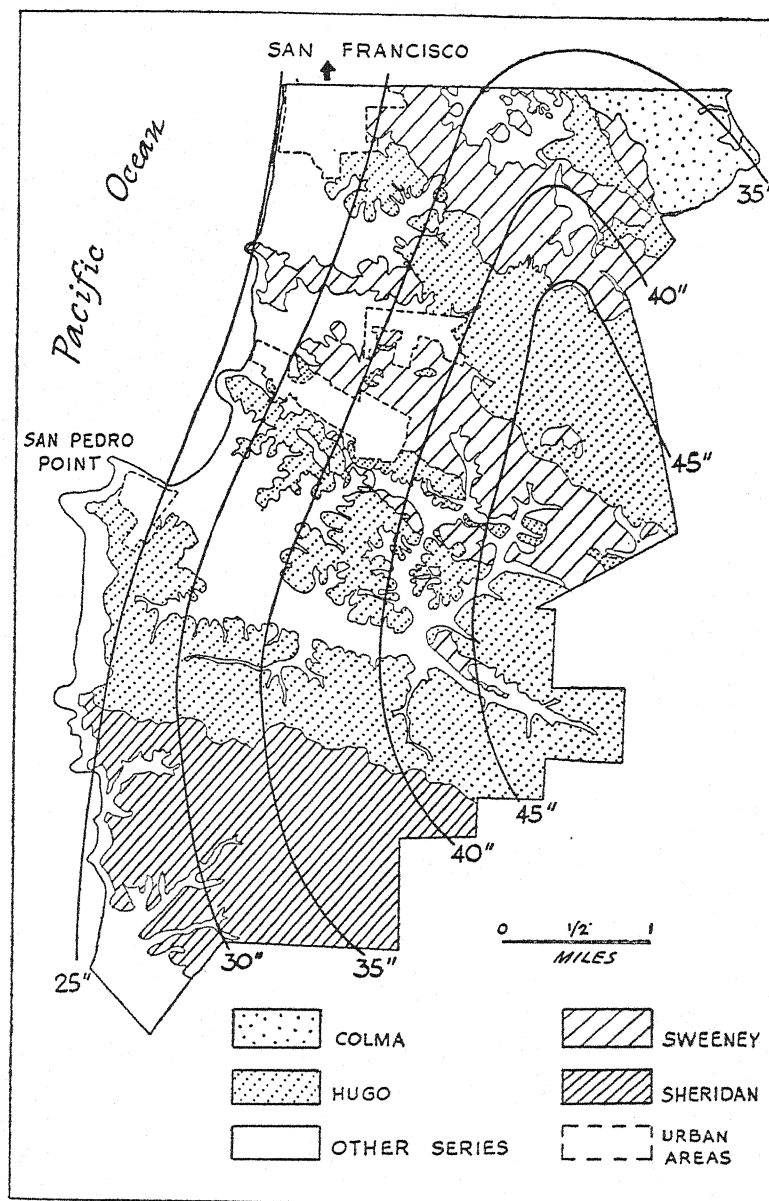 SAN FRANCISCO
Pacific Ocean
35"
40"
45"
SAN PEDRO
POINT
45"
40"
35"
30"
25"
0 1/2 1
MILES
COLMA
SWEENEY
HUGO
SHERIDAN
OTHER SERIES
URBAN
AREAS